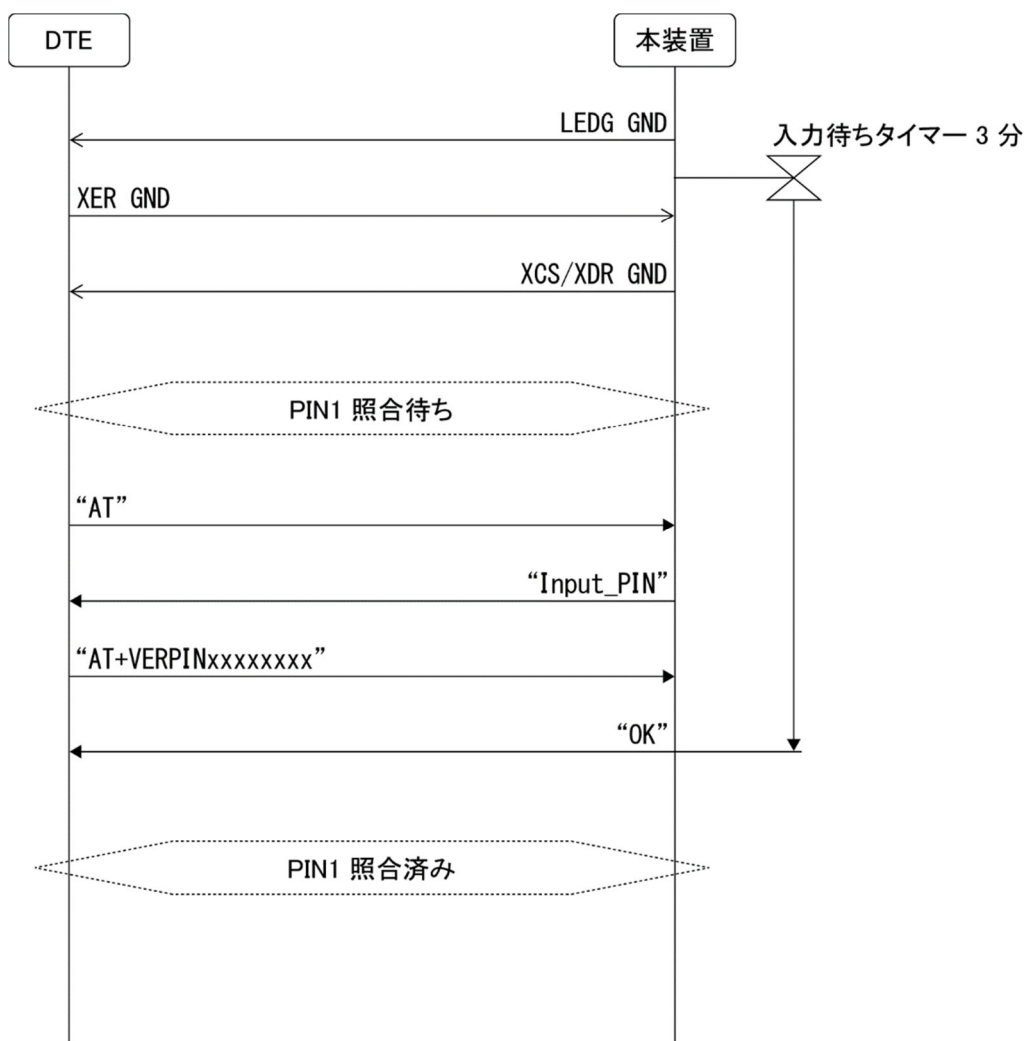 DTE
本装置
LEDG GND
入力待ちタイマー 3 分
XER GND
XCS/XDR GND
PIN1 照合待ち
“AT”
“Input_PIN”
“AT+VERPINxxxxxxxx”
“OK”
PIN1 照合済み